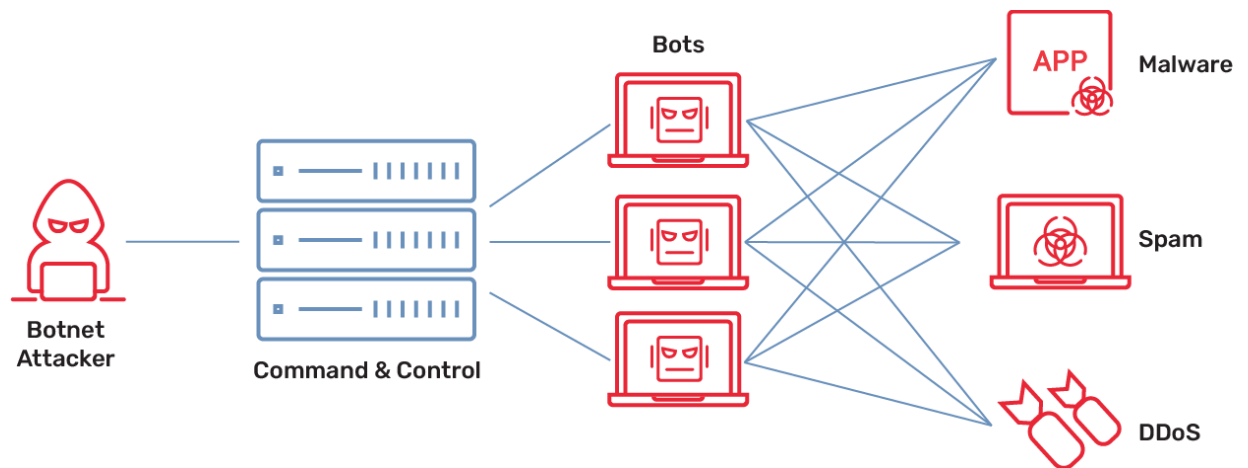 Botnet
Attacker
Command & Control
Bots
APP
Malware
Spam
DDoS